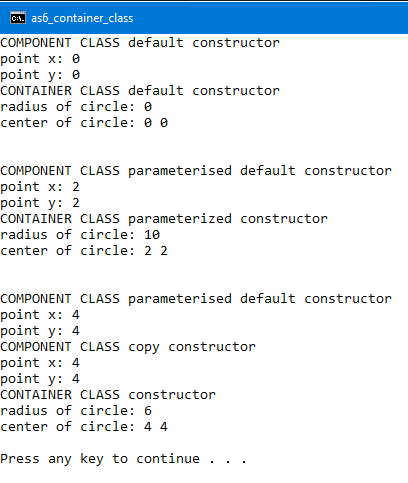 as6_container_class
COMPONENT CLASS default constructor
point x: 0
point y: 0
CONTAINER CLASS default constructor
radius of circle: 0
center of circle: 0 0
COMPONENT CLASS parameterised default constructor
point x: 2
point y: 2
CONTAINER CLASS parameterized constructor
radius of circle: 10
center of circle: 2 2
COMPONENT CLASS parameterised default constructor
point x: 4
point y: 4
COMPONENT CLASS copy constructor
point x: 4
point y: 4
CONTAINER CLASS constructor
radius of circle: 6
center of circle: 4 4
Press any key to continue . . .